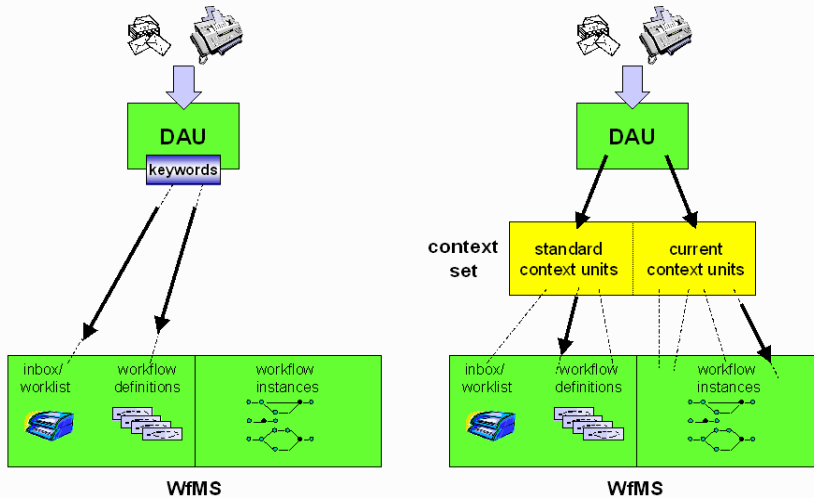 DAU
keywords
inbox/
worklist
workflow
definitions
workflow
instances
WfMS
DAU
context
set
standard
context units
current
context units
inbox/
worklist
workflow
definitions
workflow
instances
WfMS